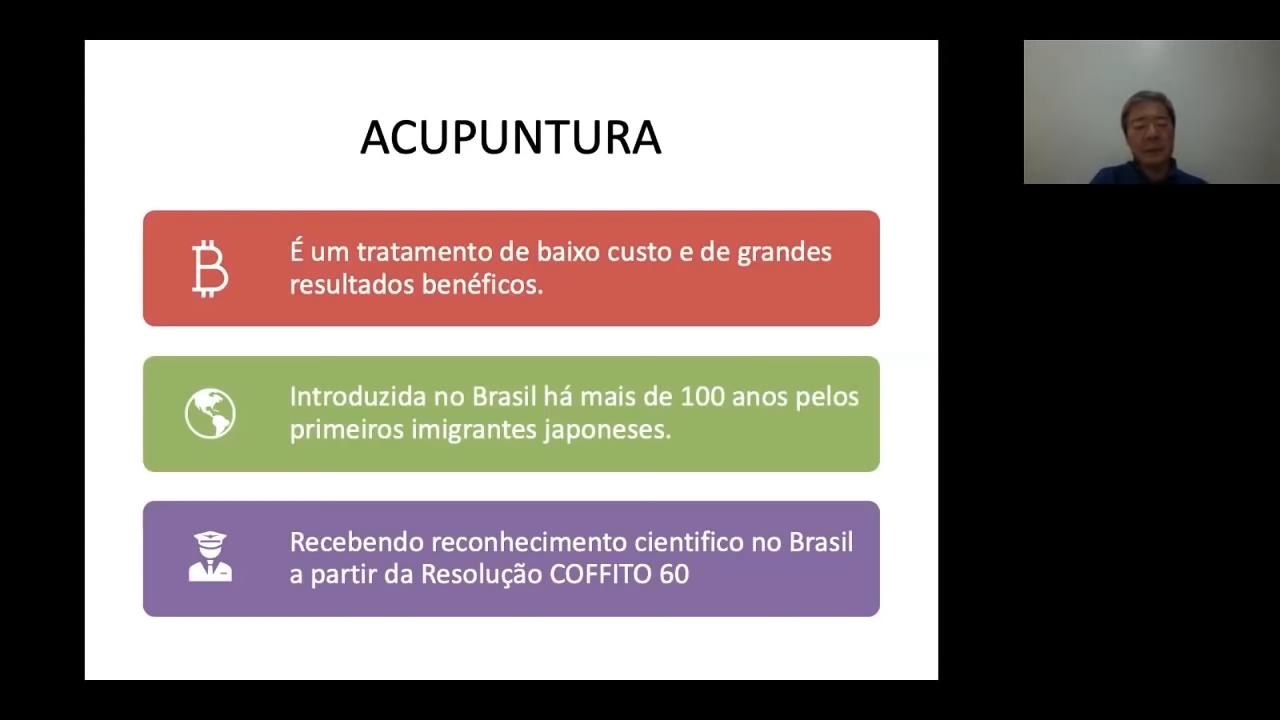 ACUPUNTURA
É um tratamento de baixo custo e de grandes
resultados benéficos.
Introduzida no Brasil há mais de 100 anos pelos
primeiros imigrantes japoneses.
Recebendo reconhecimento cientifico no Brasil
a partir da Resolução COFFITO 60